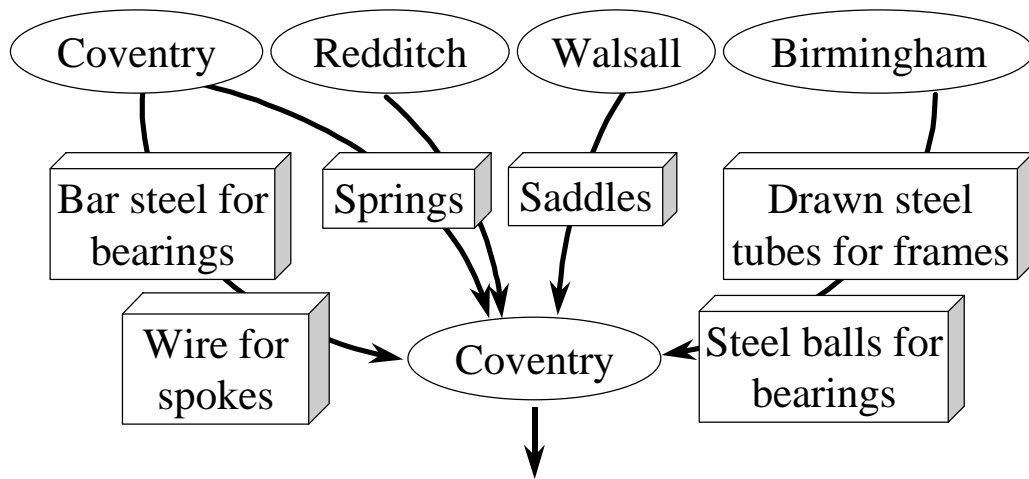 Coventry
Redditch
Walsall
Birmingham
Bar steel for
bearings
Springs
Saddles
Drawn steel
tubes for frames
Wire for
spokes
Coventry
Steel balls for
bearings